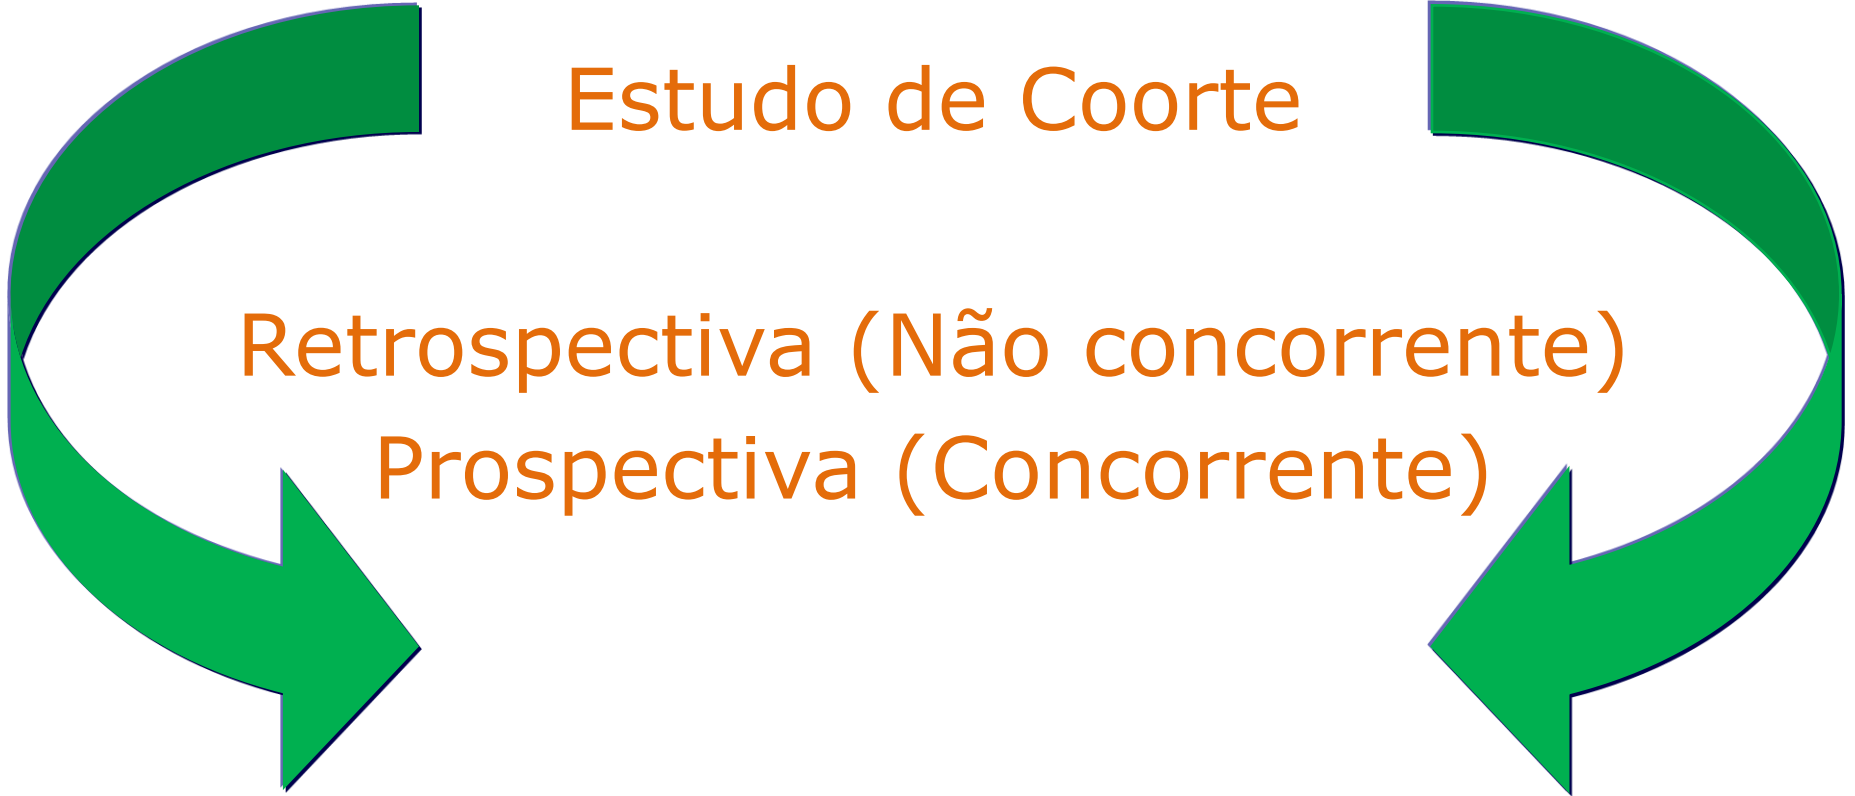 Estudo de Coorte
Retrospectiva (Não concorrente)
Prospectiva (Concorrente)